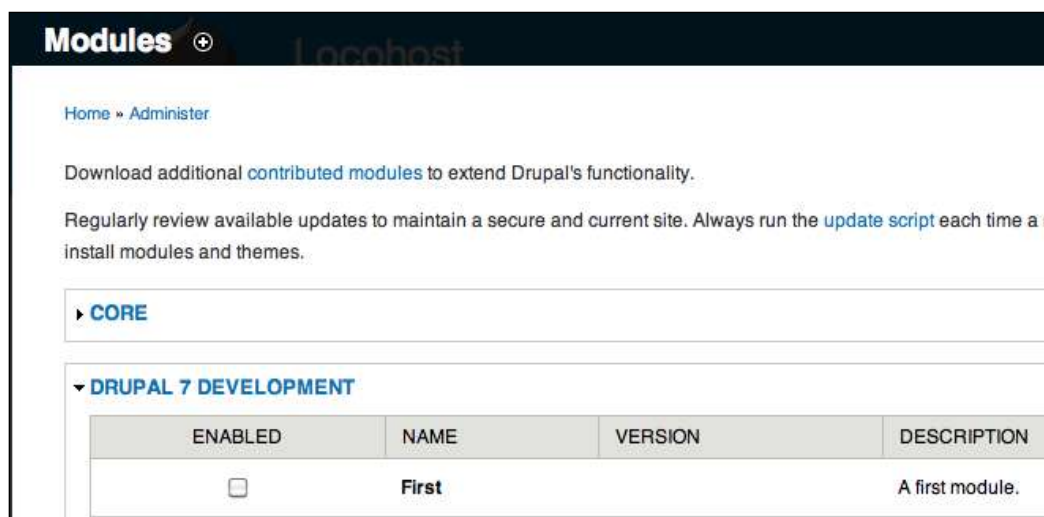 Modules
Locohost
Home » Administer
Download additional contributed modules to extend Drupal's functionality.
Regularly review available updates to maintain a secure and current site. Always run the update script each time a
install modules and themes.
CORE
DRUPAL 7 DEVELOPMENT
ENABLED NAME VERSION DESCRIPTION
First A first module.